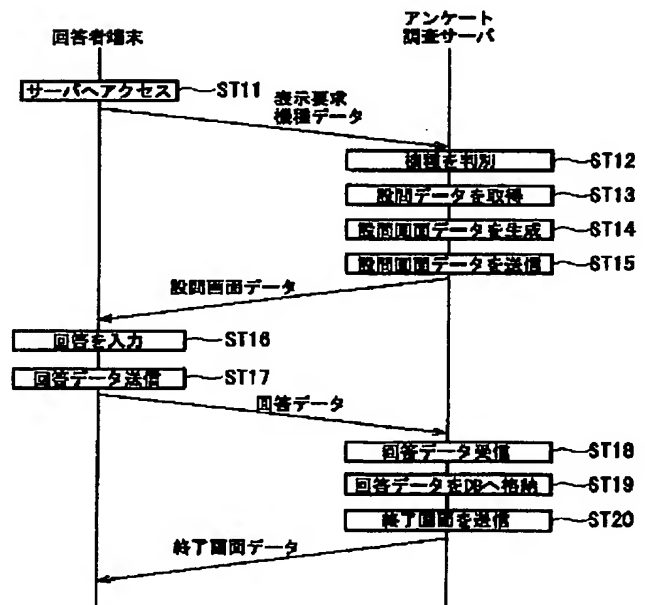 回答者端末
アンケート
調査サーバ
サーバへアクセス
ST11
表示要求
機種データ
機種を判別
ST12
設問データを取得
ST13
設問画面データを生成
ST14
設問画面データを送信
ST15
設問画面データ
回答を入力
ST16
回答データ送信
ST17
回答データ
回答データ受信
ST18
回答データをDBへ格納
ST19
終了画面を送信
ST20
終了画面データ